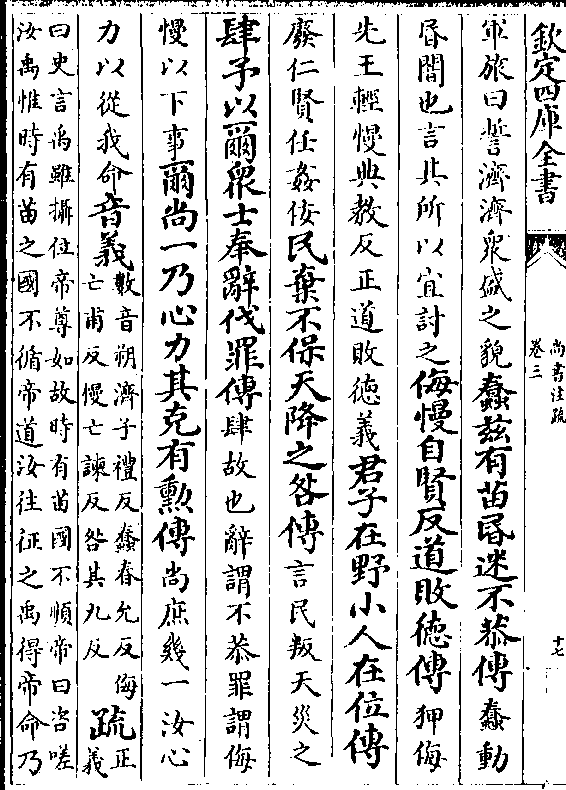 欽定四庫全書
尚書注疏
卷三
十七
軍旅曰誓濟濟衆盛之貌蠢玆有苗昬迷不恭傳蠢動
昏闇也言其所以宜討之侮慢自賢反道敗德傳狎侮
先王輕慢典教反正道敗德義君子在野小人在位傳
廢仁賢任姦佞民棄不保天降之咎傳言民叛天災之
肆予以爾衆士奉辭伐罪傳肆故也辭謂不恭罪謂侮
慢以下事爾尚一乃心力其克有勲傳尚庶幾一汝心
力以從我命音義數音朔濟子禮反蠢春允反侮
亡甫反慢亡諫反咎其九反疏正
義
曰史言禹雖攝位帝尊如故時有苗國不順帝曰咨嗟
汝禹惟時有苗之國不循帝道汝往征之禹得帝命乃